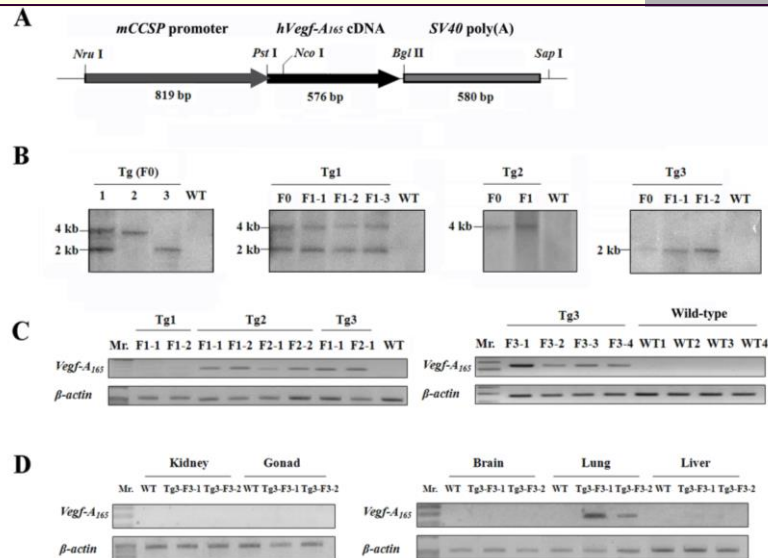 A
mCCSP promoter hVegf-A165 cDNA SV40 poly(A)
Nru I Pst I Nco I Bgl II Sap I
819 bp 576 bp 580 bp
B
Tg (F0) Tg1 Tg2 Tg3
1 2 3 WT F0 F1-1 F1-2 F1-3 WT F0 F1 WT F0 F1-1 F1-2 WT
4 kb 4 kb 4 kb
2 kb 2 kb 2 kb
C
Tg1 Tg2 Tg3 Tg3 Wild-type
Mr. F1-1 F1-2 F1-1 F1-2 F2-1 F2-2 F1-1 F2-1 WT Mr. F3-1 F3-2 F3-3 F3-4 WT1 WT2 WT3 WT4
Vegf-A165 Vegf-A165
β-actin β-actin
D
Kidney Gonad Brain Lung Liver
Mr. WT Tg3-F3-1 Tg3-F3-2 WT Tg3-F3-1 Tg3-F3-2 Mr. WT Tg3-F3-1 Tg3-F3-2 WT Tg3-F3-1 Tg3-F3-2 WT Tg3-F3-1 Tg3-F3-2
Vegf-A165 Vegf-A165
β-actin β-actin